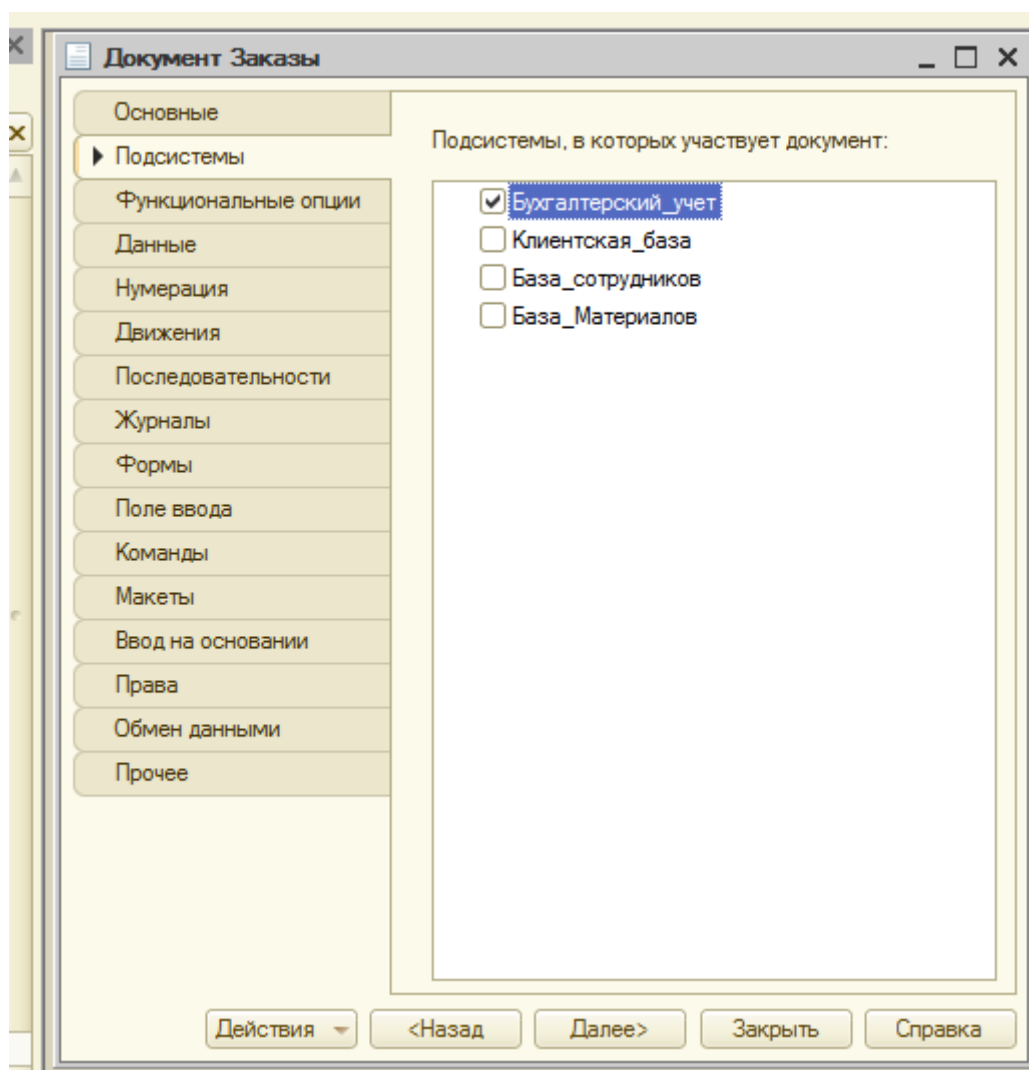 Документ Заказы
Основные
Подсистемы
Функциональные опции
Данные
Нумерация
Движения
Последовательности
Журналы
Формы
Поле ввода
Команды
Макеты
Ввод на основании
Права
Обмен данными
Прочее
Подсистемы, в которых участвует документ:
Бухгалтерский_учет
Клиентская_база
База_сотрудников
База_Материалов
Действия
<Назад
Далее>
Закрыть
Справка